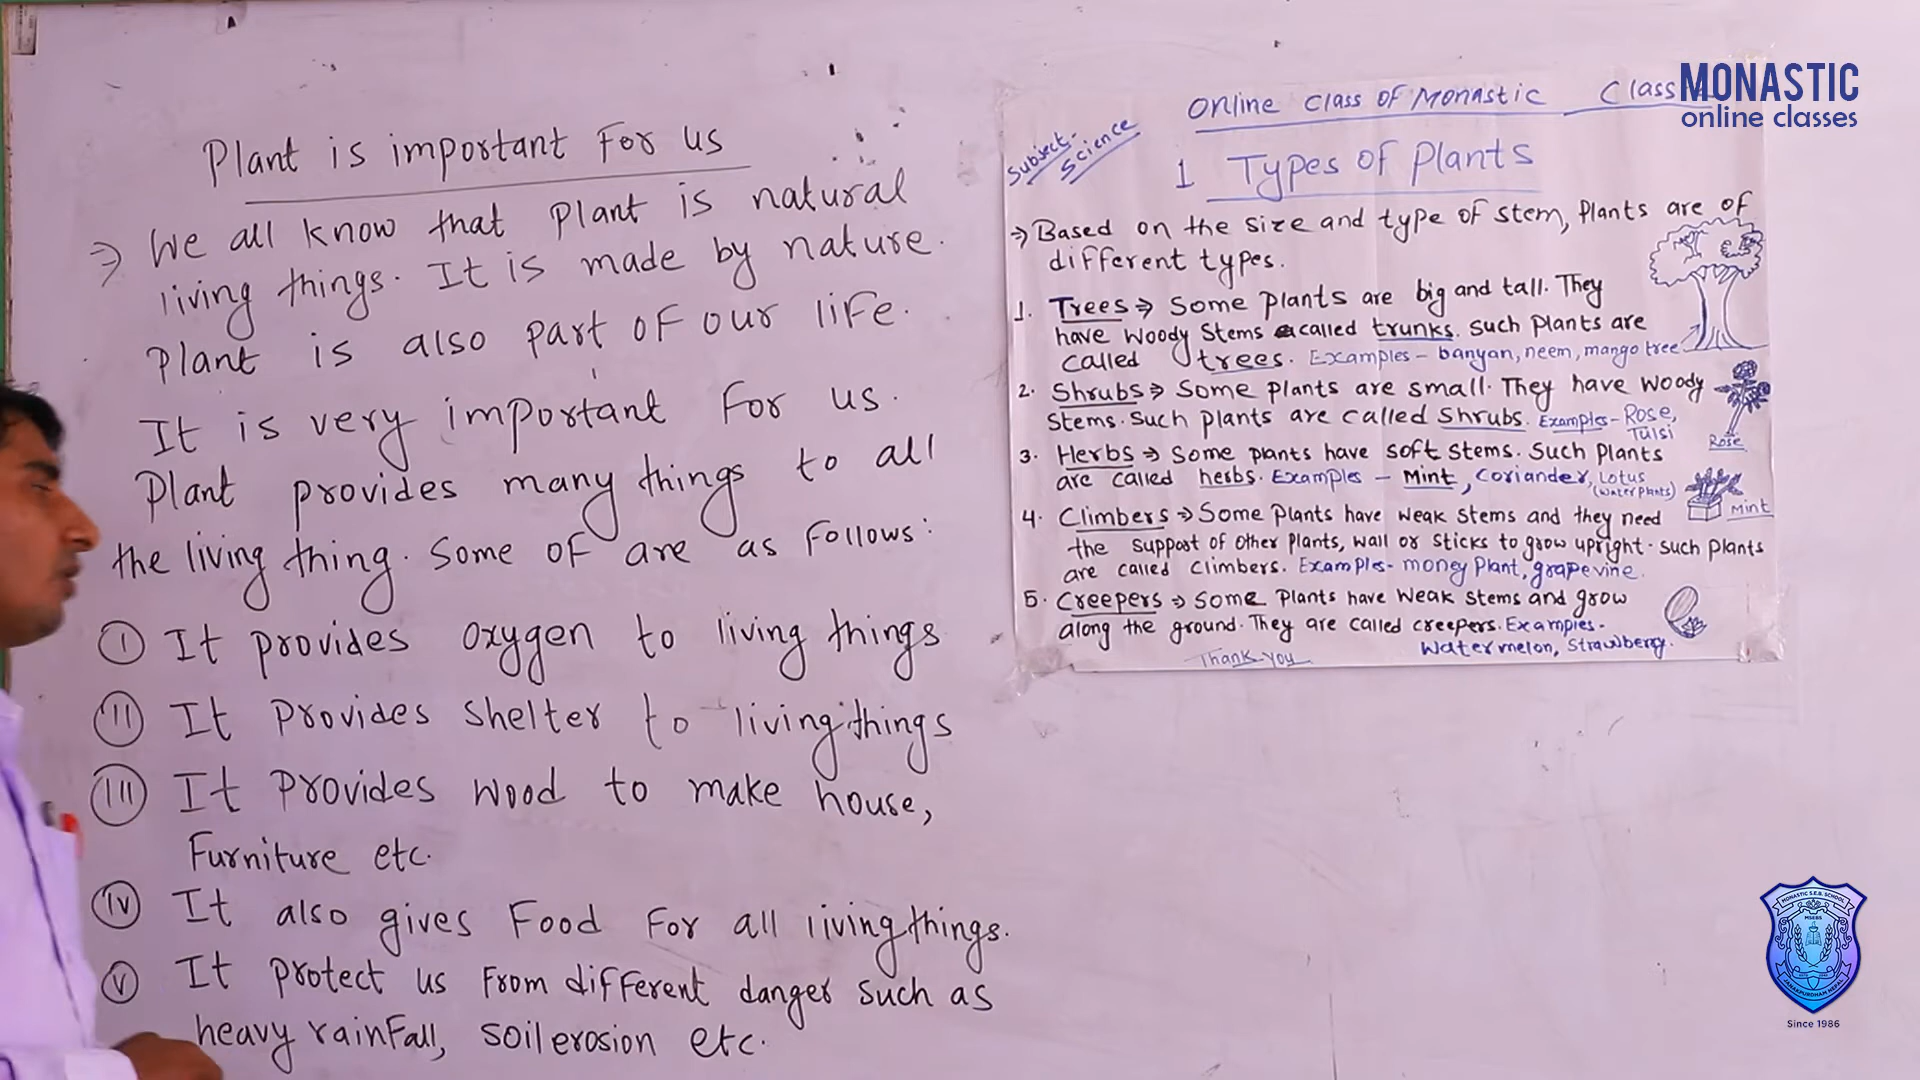 Plant is important For us
⇒ We all know that plant is natural
living things. It is made by nature.
plant is also part of our life.
It is very important for us.
Plant provides many things to all
the living thing. Some of are as follows:
(I) It provides oxygen to living things
(II) It provides shelter to living things
(III) It provides wood to make house,
Furniture etc.
(IV) It also gives Food For all living things.
(V) It protect us from different danger such as
heavy rainfall, soil erosion etc.
Online Class of Monastic Class
Subject-
Science
1 Types of Plants
⇒ Based on the size and type of stem, plants are of
different types.
1. Trees ⇒ Some plants are big and tall. They
have woody stems called trunks. such plants are
called trees. Examples - banyan, neem, mango tree
2. Shrubs ⇒ Some plants are small. They have woody
stems. Such plants are called Shrubs. Examples - Rose,
Tulsi
Rose
3. Herbs ⇒ Some plants have soft stems. Such plants
are called herbs. Examples - Mint, Coriander, Lotus
(water plants)
Mint
4. Climbers ⇒ Some plants have weak stems and they need
the support of other plants, wall or sticks to grow upright. such plants
are called climbers. Examples - money plant, grapevine.
5. Creepers ⇒ Some plants have weak stems and grow
along the ground. They are called creepers. Examples -
Watermelon, Strawberry.
Thank-you
MONASTIC
online classes
MONASTIC S.E.B. SCHOOL
MSEBS
JANAKPURDHAM NEPAL
Since 1986